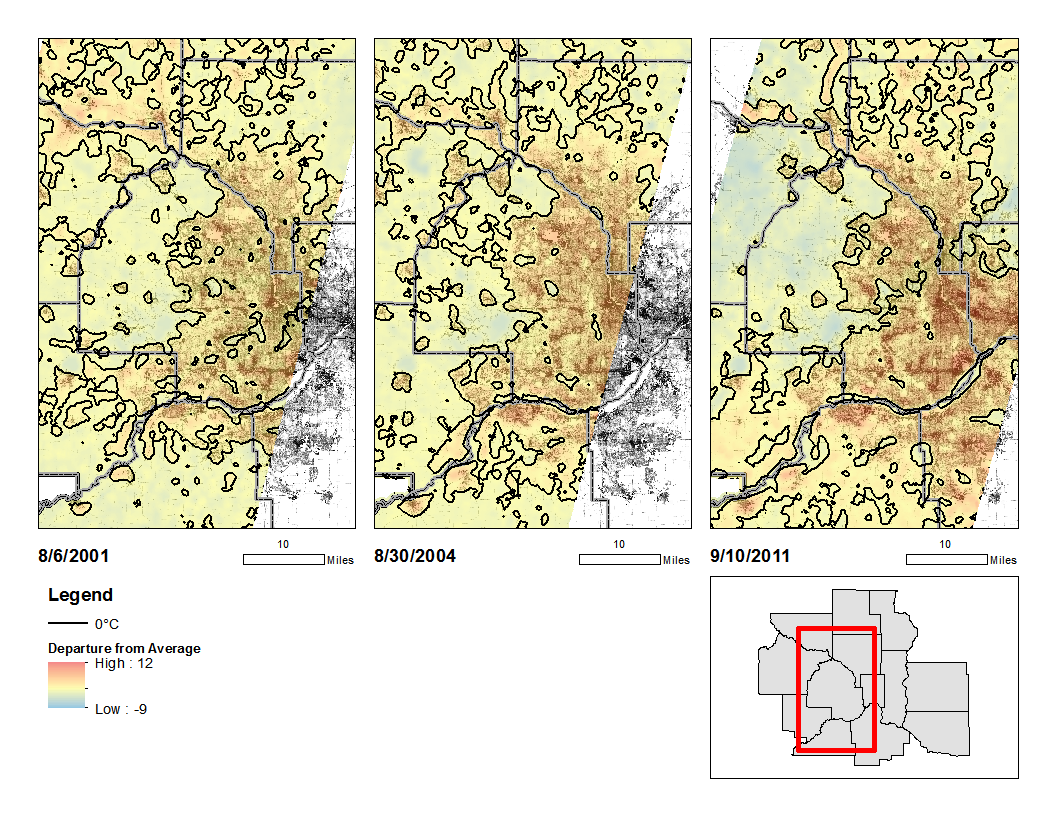 8/6/2001
10
Miles
8/30/2004
10
Miles
9/10/2011
10
Miles
Legend
0°C
Departure from Average
High : 12
Low : -9